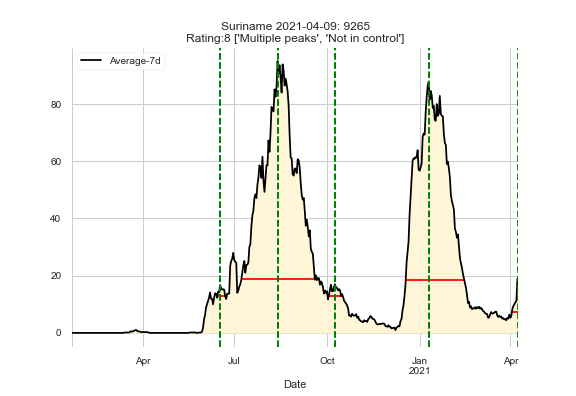 Suriname 2021-04-09: 9265
Rating:8 ['Multiple peaks', 'Not in control']
Average-7d
80
60
40
20
0
Apr
Jul
Oct
Jan
2021
Apr
Date